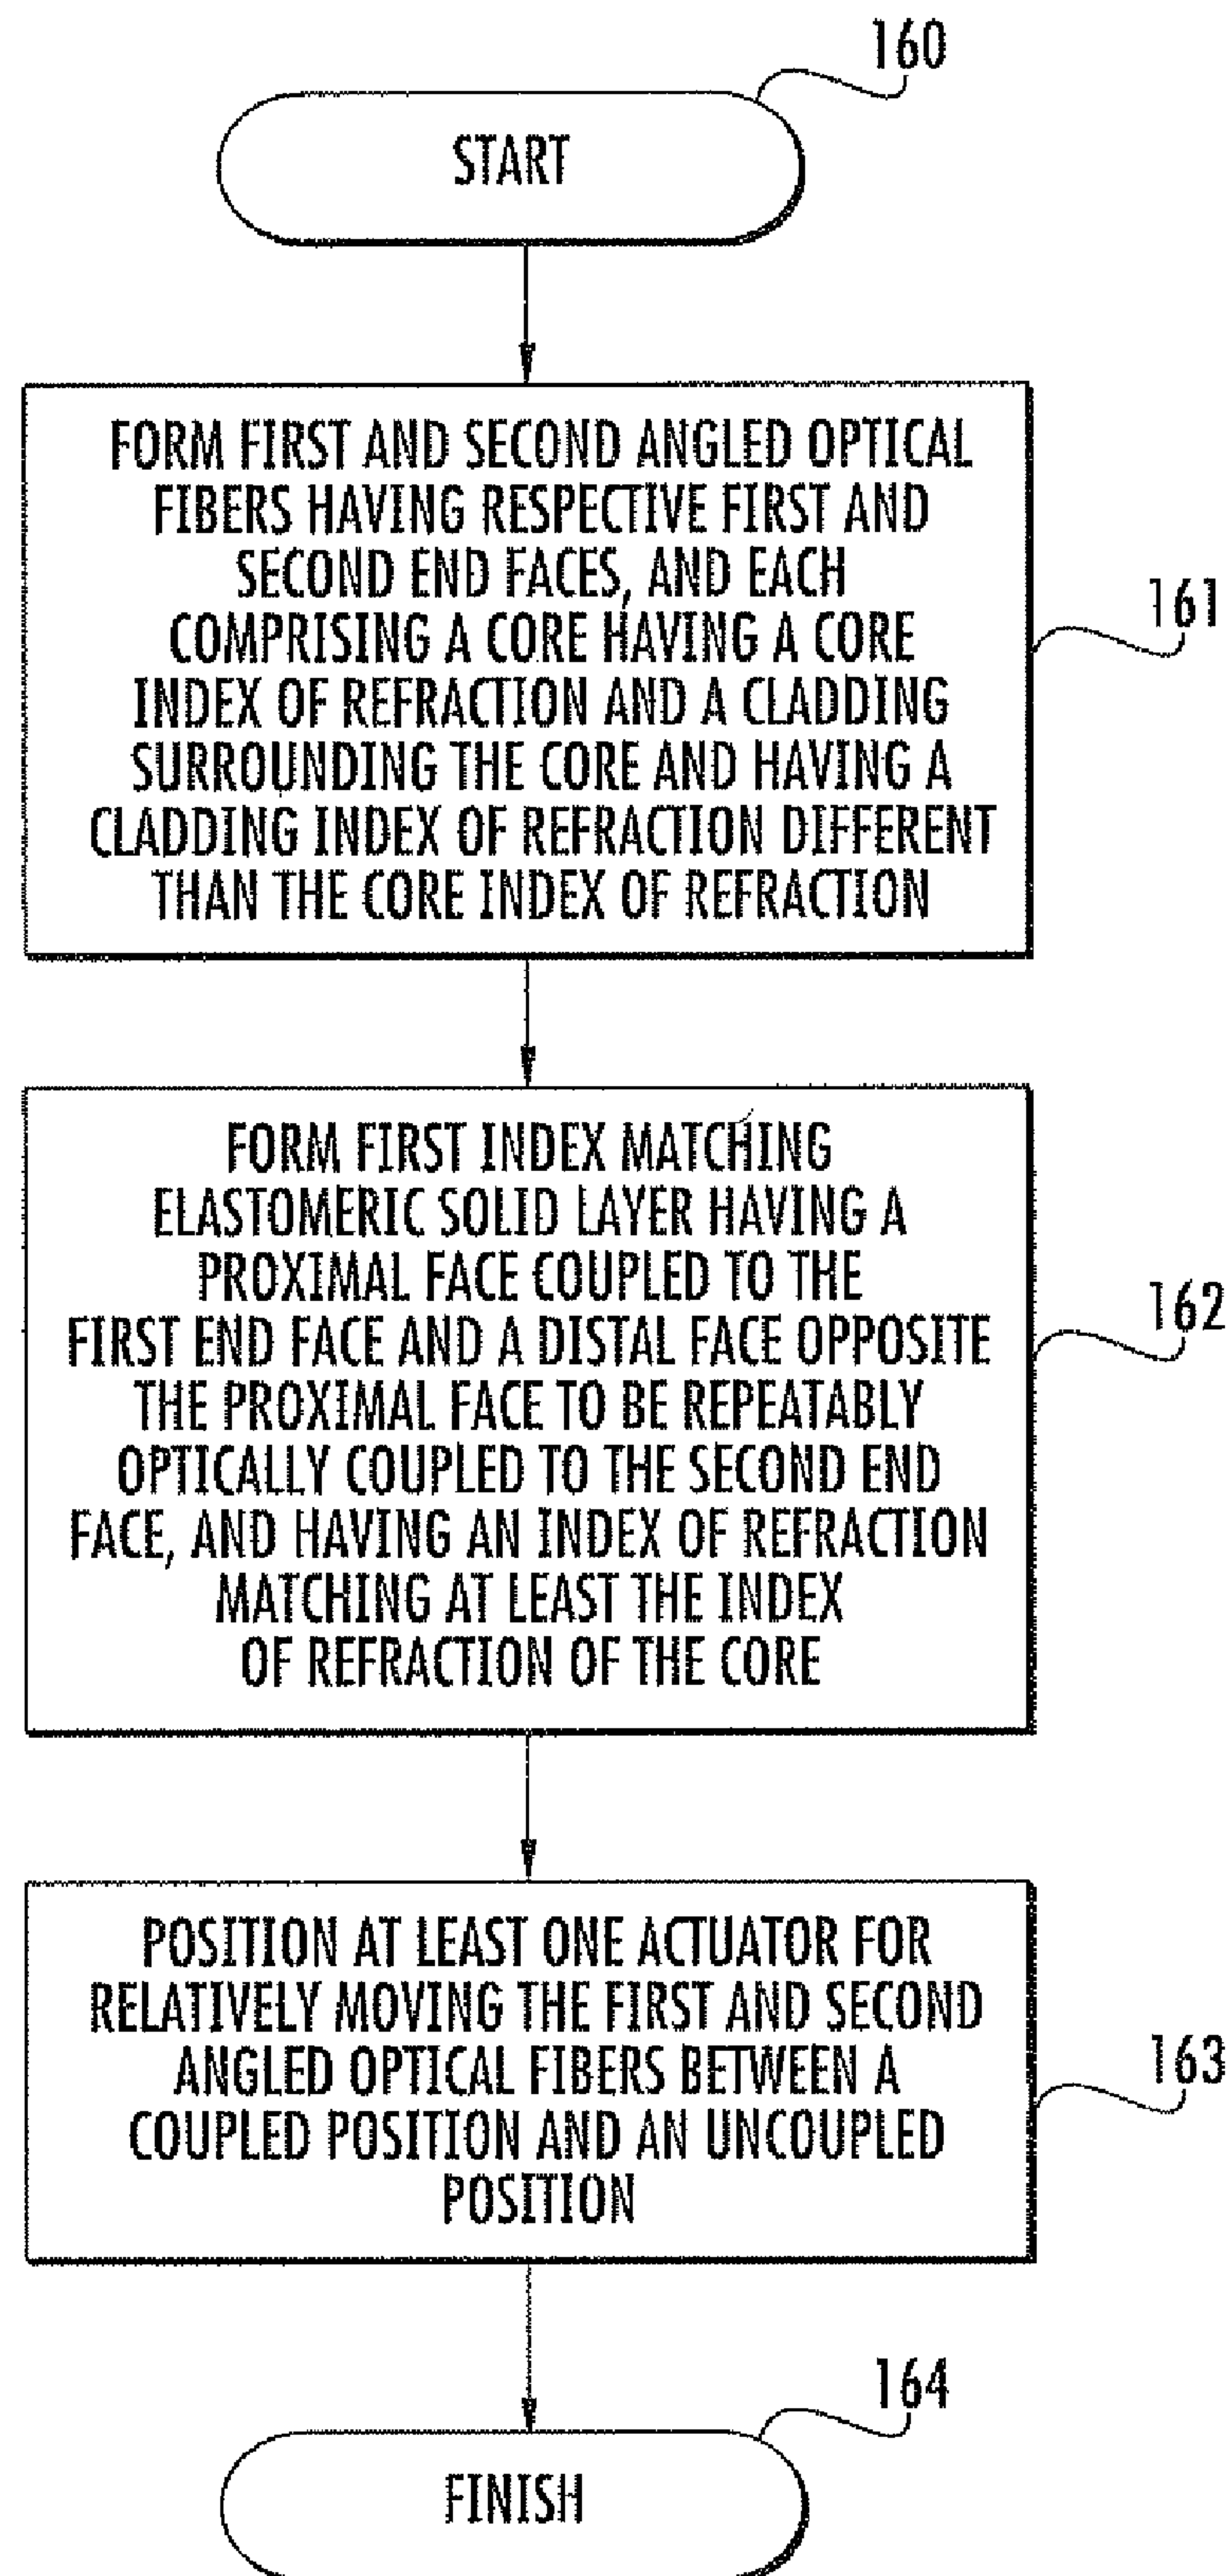 160
START
FORM FIRST AND SECOND ANGLED OPTICAL
FIBERS HAVING RESPECTIVE FIRST AND
SECOND END FACES, AND EACH
COMPRISING A CORE HAVING A CORE
INDEX OF REFRACTION AND A CLADDING
SURROUNDING THE CORE AND HAVING A
CLADDING INDEX OF REFRACTION DIFFERENT
THAN THE CORE INDEX OF REFRACTION
161
FORM FIRST INDEX MATCHING
ELASTOMERIC SOLID LAYER HAVING A
PROXIMAL FACE COUPLED TO THE
FIRST END FACE AND A DISTAL FACE OPPOSITE
THE PROXIMAL FACE TO BE REPEATABLY
OPTICALLY COUPLED TO THE SECOND END
FACE, AND HAVING AN INDEX OF REFRACTION
MATCHING AT LEAST THE INDEX
OF REFRACTION OF THE CORE
162
POSITION AT LEAST ONE ACTUATOR FOR
RELATIVELY MOVING THE FIRST AND SECOND
ANGLED OPTICAL FIBERS BETWEEN A
COUPLED POSITION AND AN UNCOUPLED
POSITION
163
164
FINISH